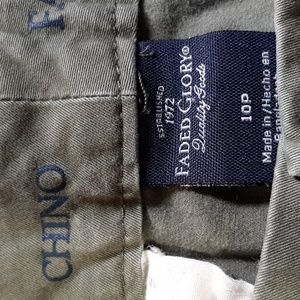 FA
CHINO
FADED GLORY®
Quality Goods
ESTABLISHED
1972
10P
Made in/Hecho en